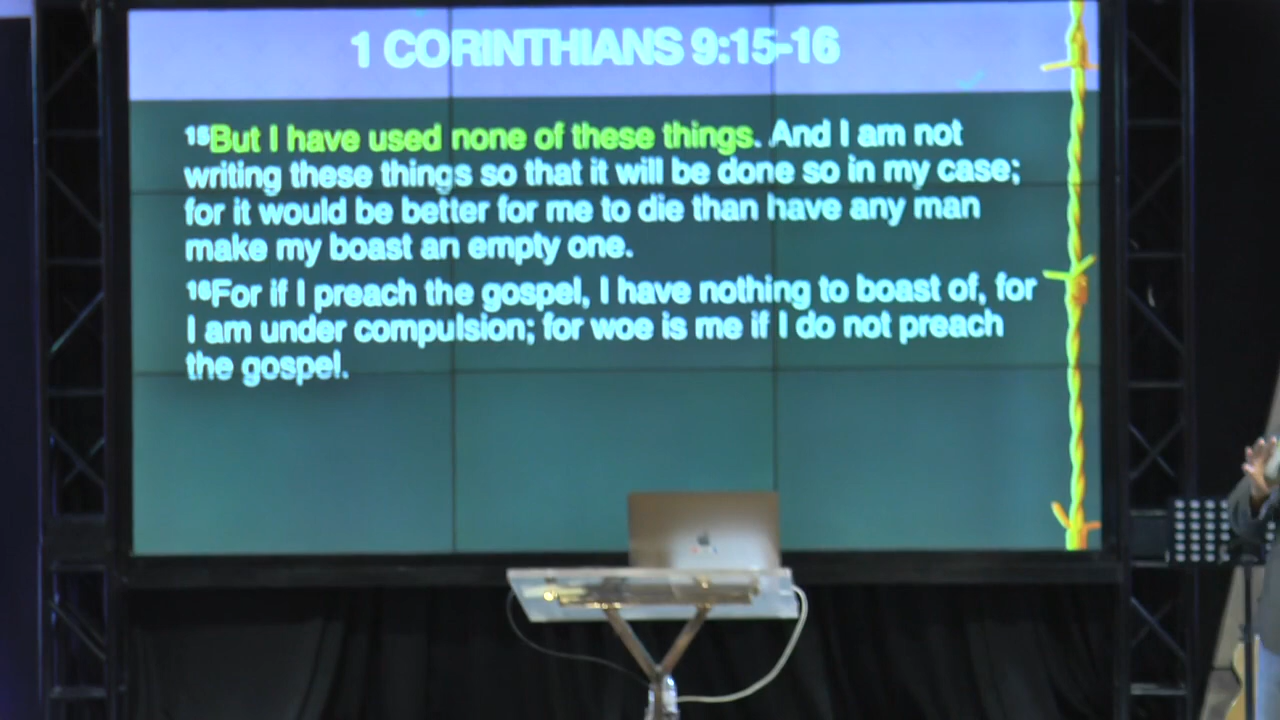 1 CORINTHIANS 9:15-16
15But I have used none of these things. And I am not
writing these things so that it will be done so in my case;
for it would be better for me to die than have any man
make my boast an empty one.
16For if I preach the gospel, I have nothing to boast of, for
I am under compulsion; for woe is me if I do not preach
the gospel.